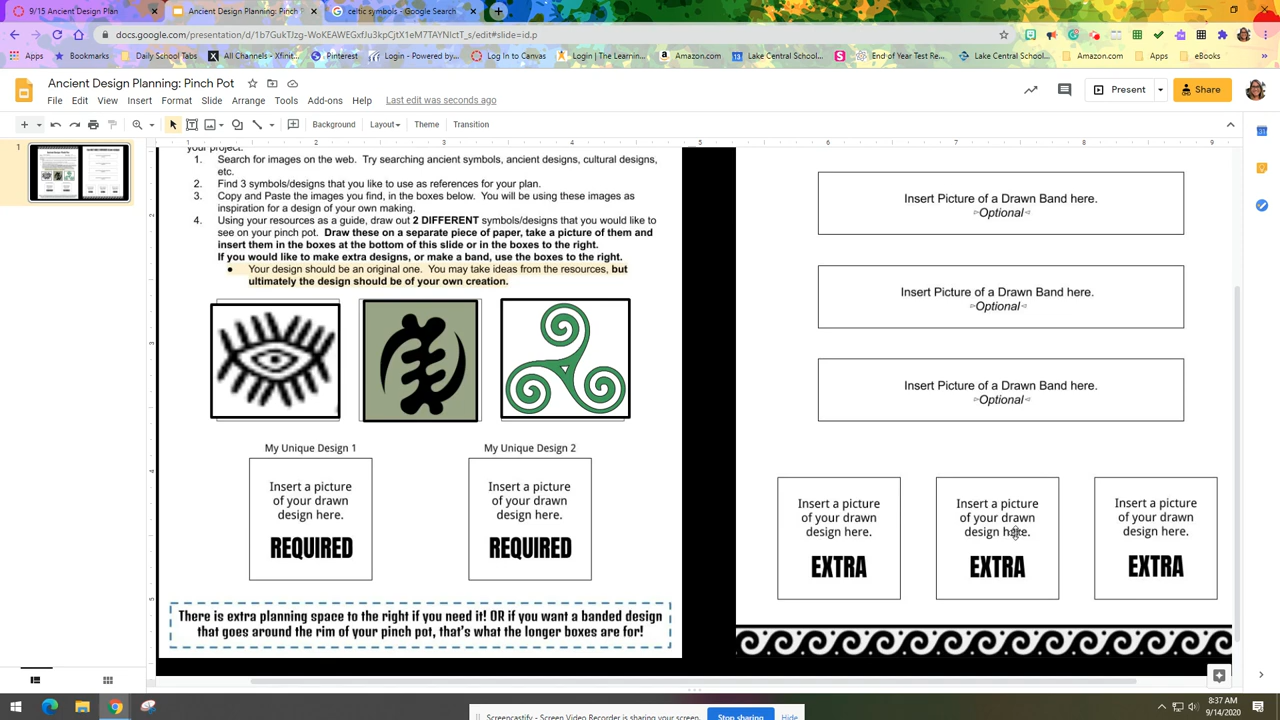 9/15 Ancient Design Planning: P
docs.google.com/presentation/d/1b7GukTJzg-WoKEAWEGxfJu3kpCjtX1eM7TAYNIctT_s/edit#slide=id.p
Apps
Bookmarks
Daily School Tabs
All Channels - Xfinit...
Pinterest
Login - Powered by...
Log In to Canvas
Login | The Learnin...
Amazon.com
Lake Central School...
End of Year Test Re...
Lake Central School...
Amazon.com
Apps
eBooks
Ancient Design Planning: Pinch Pot
File Edit View Insert Format Slide Arrange Tools Add-ons Help Last edit was seconds ago
Present
Share
Background Layout Theme Transition
1
your project.
1. Search for images on the web. Try searching ancient symbols, ancient designs, cultural designs,
etc.
2. Find 3 symbols/designs that you like to use as references for your plan.
3. Copy and Paste the images you find, in the boxes below. You will be using these images as
inspiration for a design of your own making.
4. Using your resources as a guide, draw out 2 DIFFERENT symbols/designs that you would like to
see on your pinch pot. Draw these on a separate piece of paper, take a picture of them and
insert them in the boxes at the bottom of this slide or in the boxes to the right.
If you would like to make extra designs, or make a band, use the boxes to the right.
● Your design should be an original one. You may take ideas from the resources, but
ultimately the design should be of your own creation.
My Unique Design 1
Insert a picture
of your drawn
design here.
REQUIRED
My Unique Design 2
Insert a picture
of your drawn
design here.
REQUIRED
There is extra planning space to the right if you need it! OR if you want a banded design
that goes around the rim of your pinch pot, that's what the longer boxes are for!
Insert Picture of a Drawn Band here.
▹Optional◃
Insert Picture of a Drawn Band here.
▹Optional◃
Insert Picture of a Drawn Band here.
▹Optional◃
Insert a picture
of your drawn
design here.
EXTRA
Insert a picture
of your drawn
design here.
EXTRA
Insert a picture
of your drawn
design here.
EXTRA
Screencastify - Screen Video Recorder is sharing your screen.
Stop sharing
Hide
8:37 AM
9/14/2020